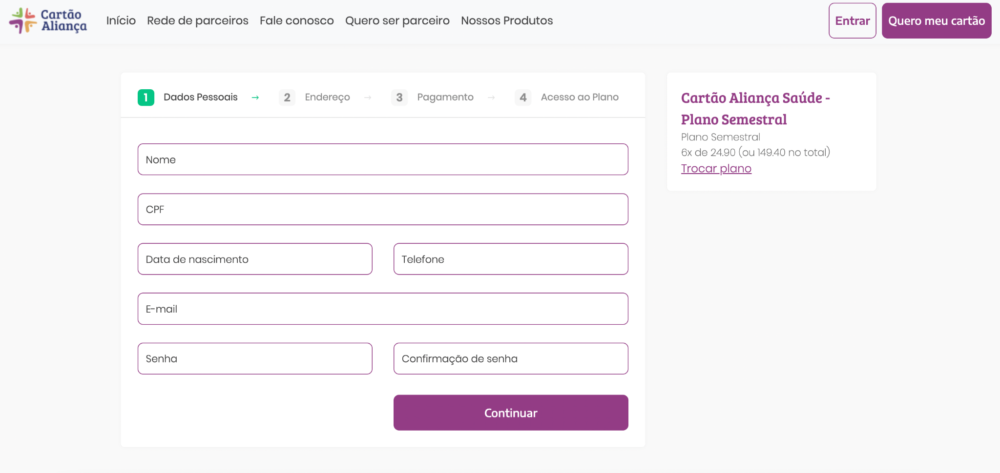 Cartão
Aliança
Início
Rede de parceiros
Fale conosco
Quero ser parceiro
Nossos Produtos
Entrar
Quero meu cartão
1 Dados Pessoais →
2 Endereço →
3 Pagamento →
4 Acesso ao Plano
Nome
CPF
Data de nascimento
Telefone
E-mail
Senha
Confirmação de senha
Continuar
Cartão Aliança Saúde -
Plano Semestral
Plano Semestral
6x de 24.90 (ou 149.40 no total)
Trocar plano